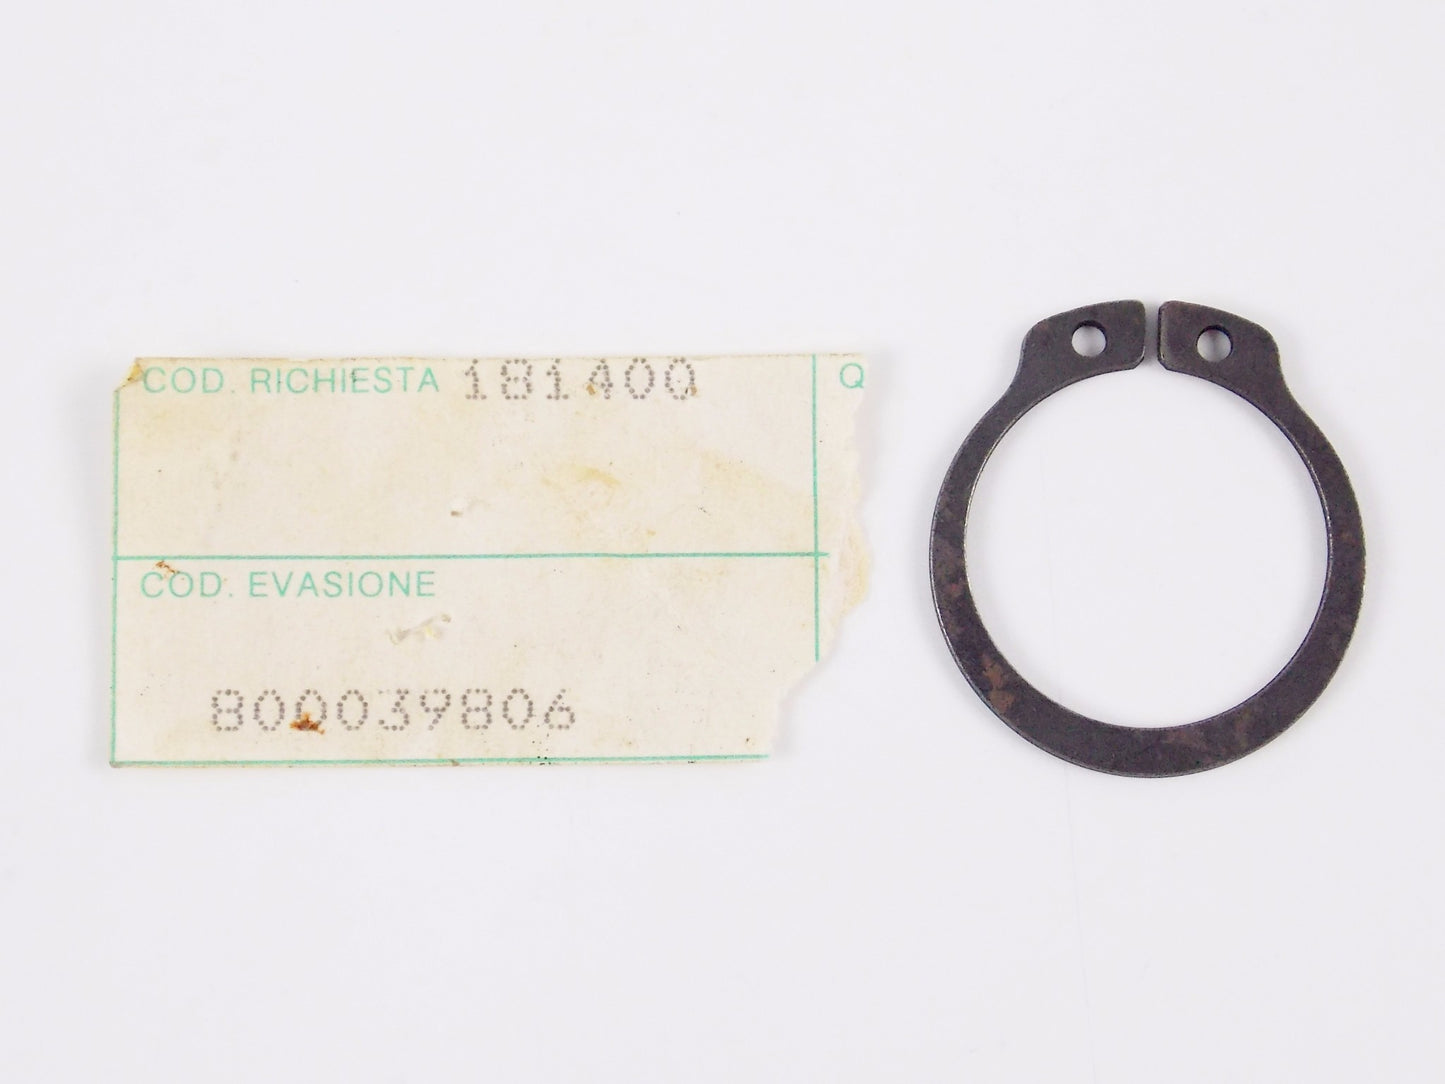 COD. RICHIESTA 181400 Q
COD. EVASIONE
800039806